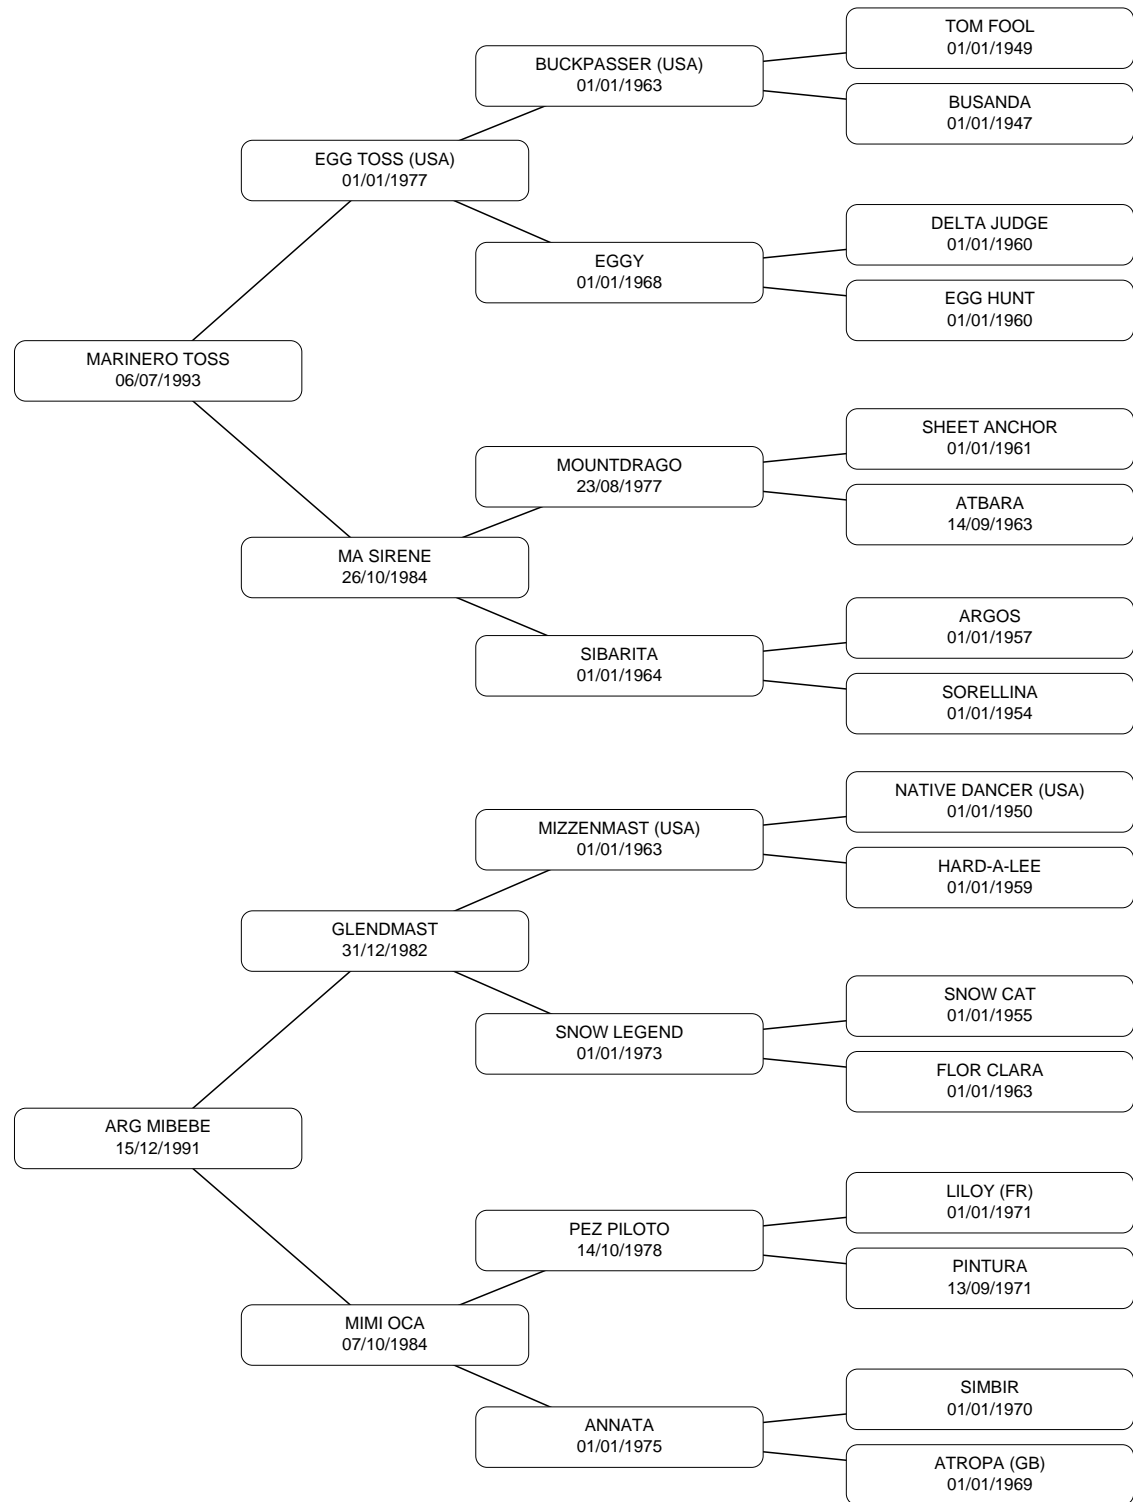 TOM FOOL
01/01/1949
BUCKPASSER (USA)
01/01/1963
BUSANDA
01/01/1947
EGG TOSS (USA)
01/01/1977
DELTA JUDGE
01/01/1960
EGGY
01/01/1968
EGG HUNT
01/01/1960
MARINERO TOSS
06/07/1993
SHEET ANCHOR
01/01/1961
MOUNTDRAGO
23/08/1977
ATBARA
14/09/1963
MA SIRENE
26/10/1984
ARGOS
01/01/1957
SIBARITA
01/01/1964
SORELLINA
01/01/1954
NATIVE DANCER (USA)
01/01/1950
MIZZENMAST (USA)
01/01/1963
HARD-A-LEE
01/01/1959
GLENDMAST
31/12/1982
SNOW CAT
01/01/1955
SNOW LEGEND
01/01/1973
FLOR CLARA
01/01/1963
ARG MIBEBE
15/12/1991
LILOY (FR)
01/01/1971
PEZ PILOTO
14/10/1978
PINTURA
13/09/1971
MIMI OCA
07/10/1984
SIMBIR
01/01/1970
ANNATA
01/01/1975
ATROPA (GB)
01/01/1969